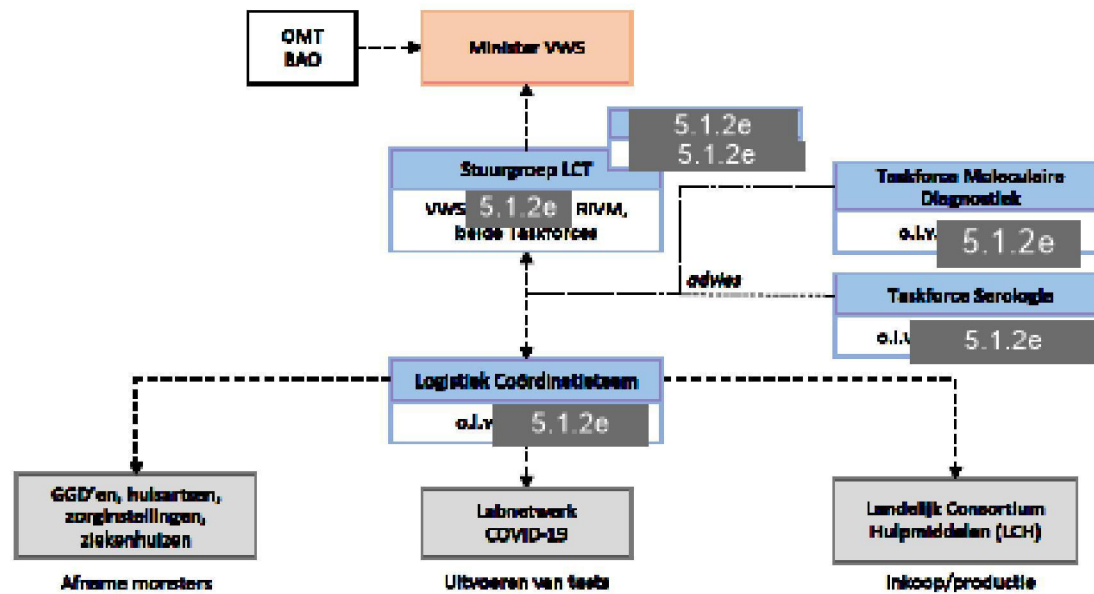 OMT
BAO
Minister VWS
5.1.2e
5.1.2e
Stuurgroep LCT
VWS 5.1.2e RIVM,
beide Taskforces
Taskforce Moleculaire
Diagnostiek
o.l.v. 5.1.2e
advies
Taskforce Serologie
o.l.v 5.1.2e
Logistiek Coördinatieteam
o.l.v 5.1.2e
GGD'en, huisartsen,
zorginstellingen,
ziekenhuizen
Labnetwerk
COVID-19
Landelijk Consortium
Hulpmiddelen (LCH)
Afname monsters
Uitvoeren van tests
Inkoop/productie